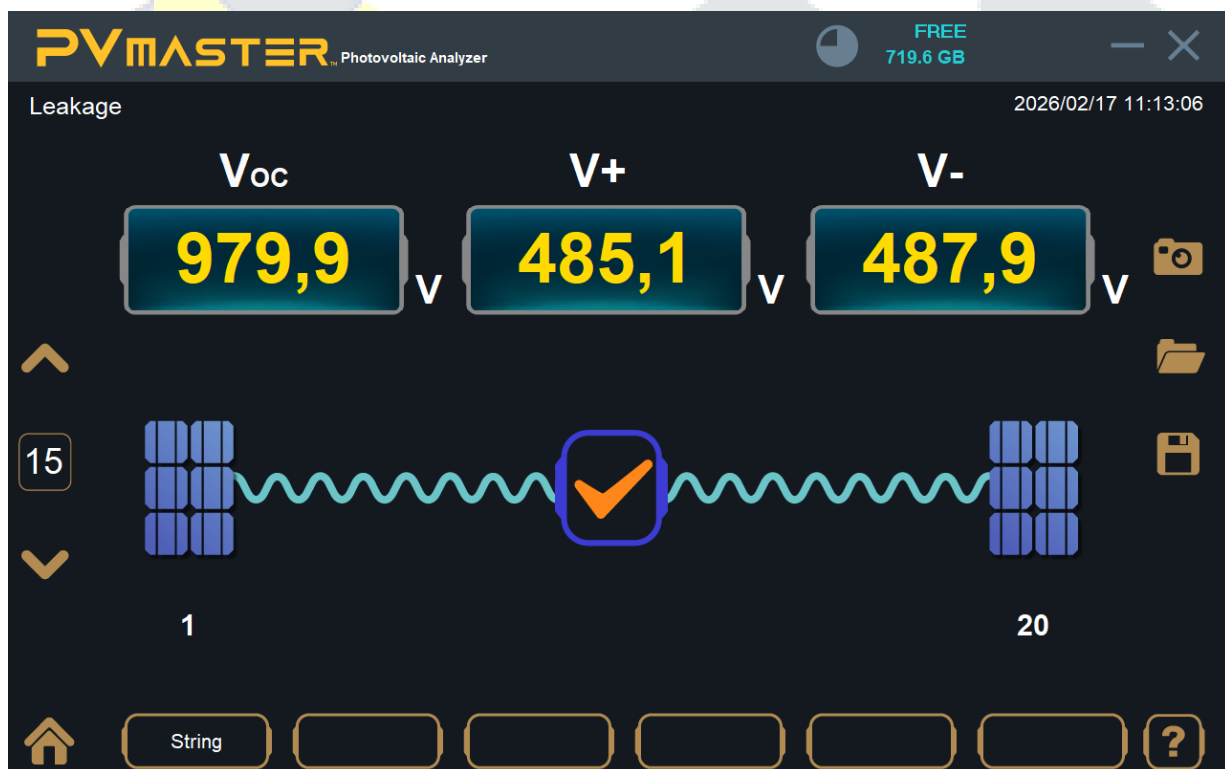 PVMASTER™ Photovoltaic Analyzer
FREE
719.6 GB
Leakage
2026/02/17 11:13:06
Voc
V+
V-
979,9 V
485,1 V
487,9 V
15
1
20
String
?